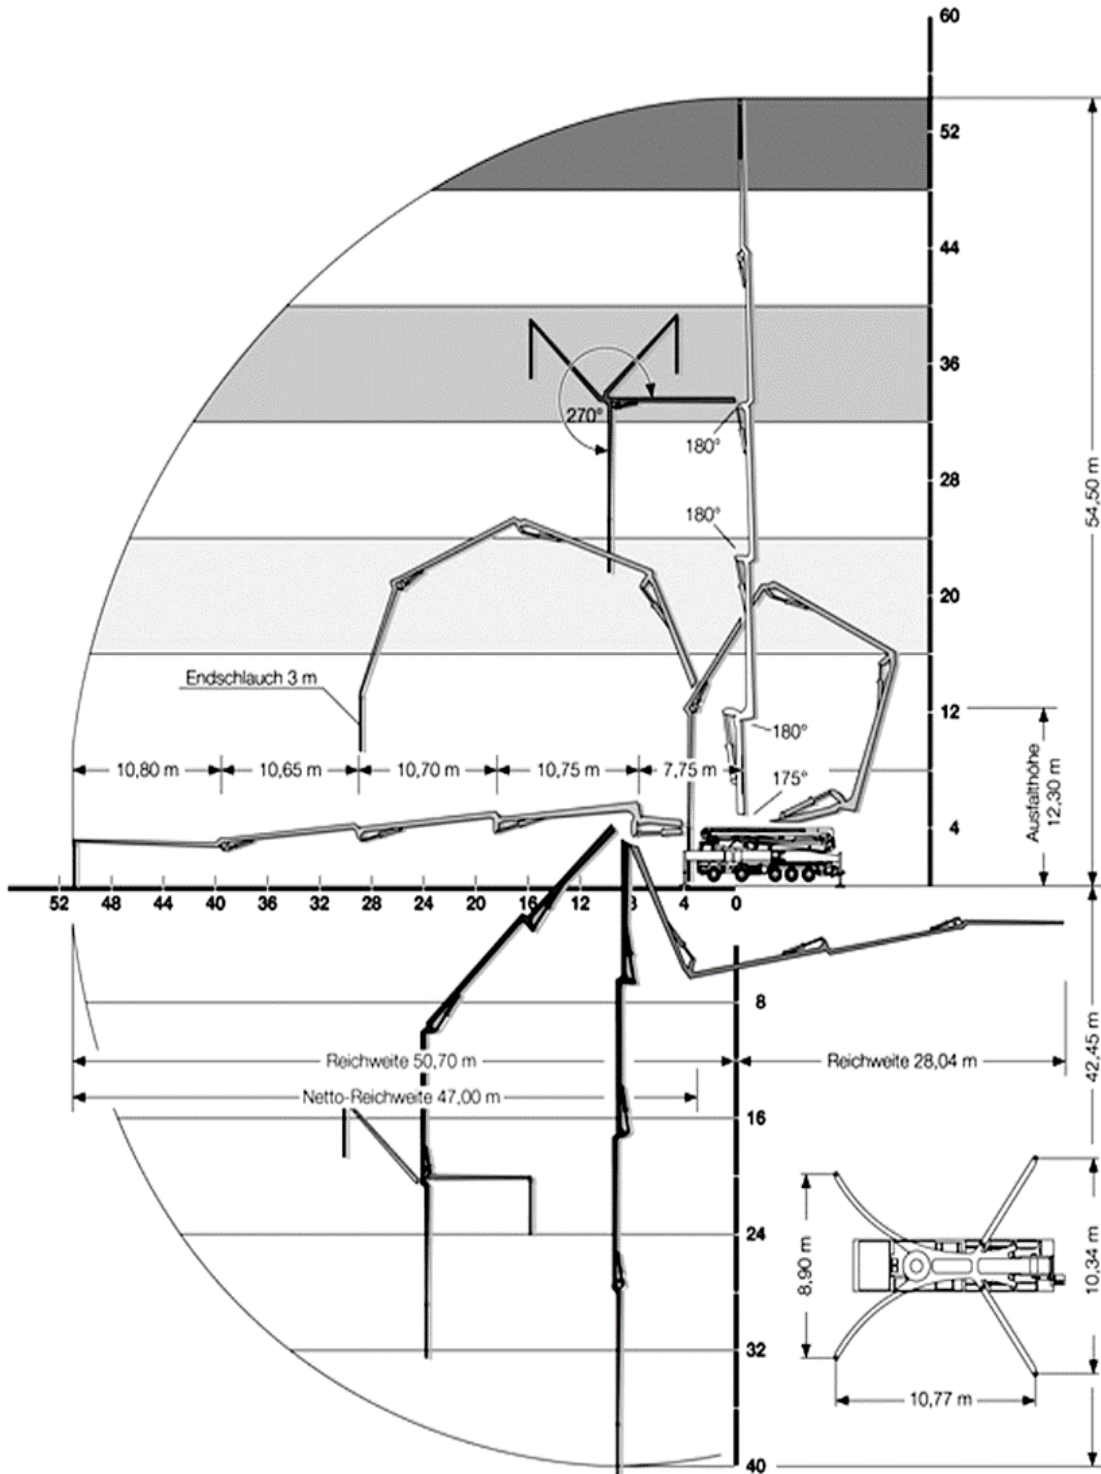 60
52
44
36
270°
180°
28
54,50 m
180°
20
Endschlauch 3 m
12
180°
10,80 m
10,65 m
10,70 m
10,75 m
7,75 m
175°
Ausfalthöhe
12,30 m
4
52
48
44
40
36
32
28
24
20
16
12
8
4
0
8
42,45 m
Reichweite 50,70 m
Reichweite 28,04 m
Netto-Reichweite 47,00 m
16
24
8,90 m
10,34 m
32
10,77 m
40